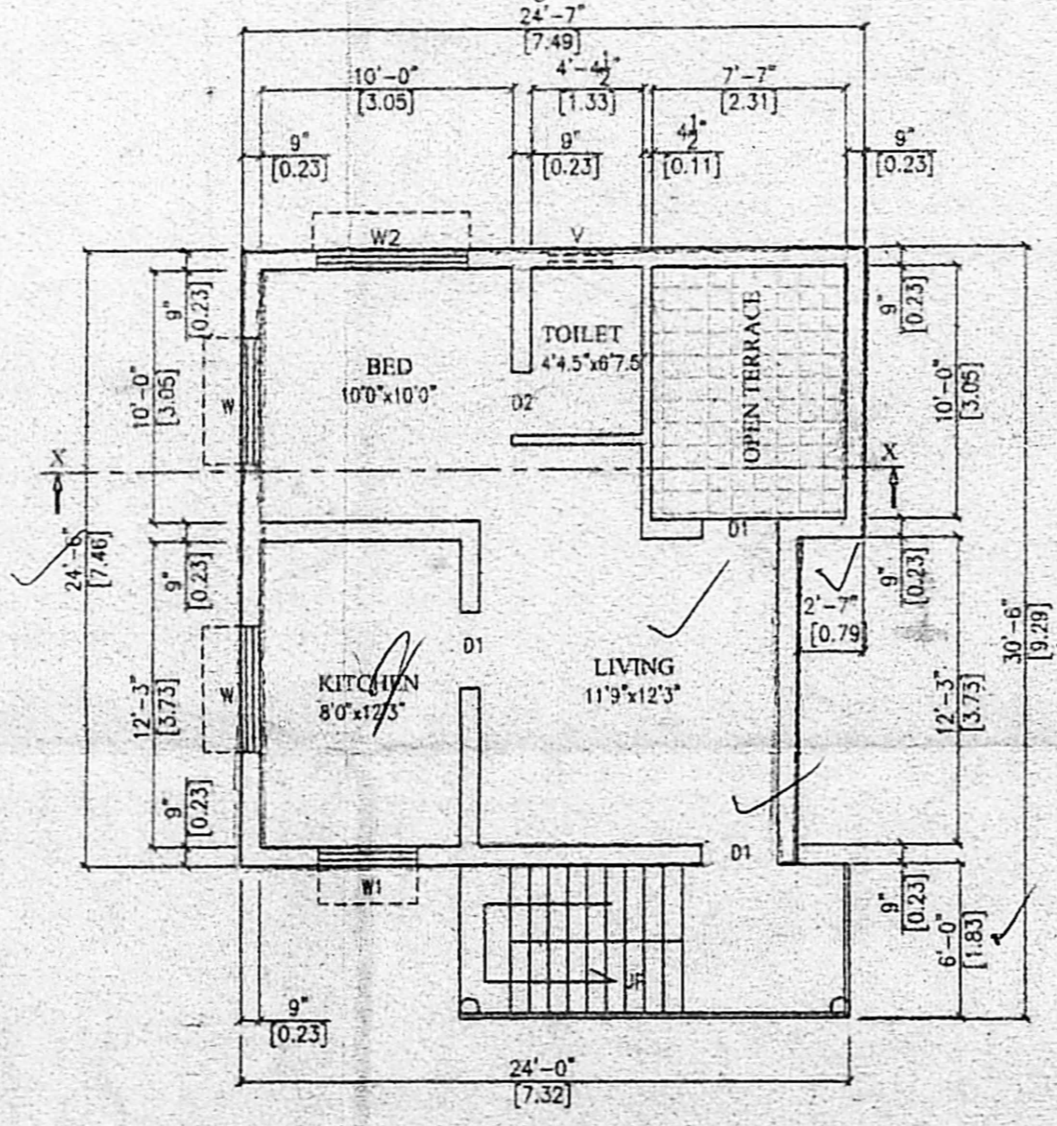 24'-7"
[7.49]
10'-0"
[3.05]
4'-4½"
[1.33]
7'-7"
[2.31]
9"
[0.23]
9"
[0.23]
4½"
[0.11]
9"
[0.23]
W2
V
9"
[0.23]
9"
[0.23]
TOILET
4'4.5"x6'7.5
BED
10'0"x10'0"
OPEN TERRACE
10'-0"
[3.05]
W
D2
10'-0"
[3.05]
X
X
D1
24'-6"
[7.46]
9"
[0.23]
9"
[0.23]
2'-7"
[0.79]
30'-6"
[9.29]
D1
KITCHEN
8'0"x12'3"
LIVING
11'9"x12'3"
W
12'-3"
[3.73]
12'-3"
[3.73]
9"
[0.23]
D1
W1
9"
[0.23]
6'-0"
[1.83]
UP
9"
[0.23]
24'-0"
[7.32]